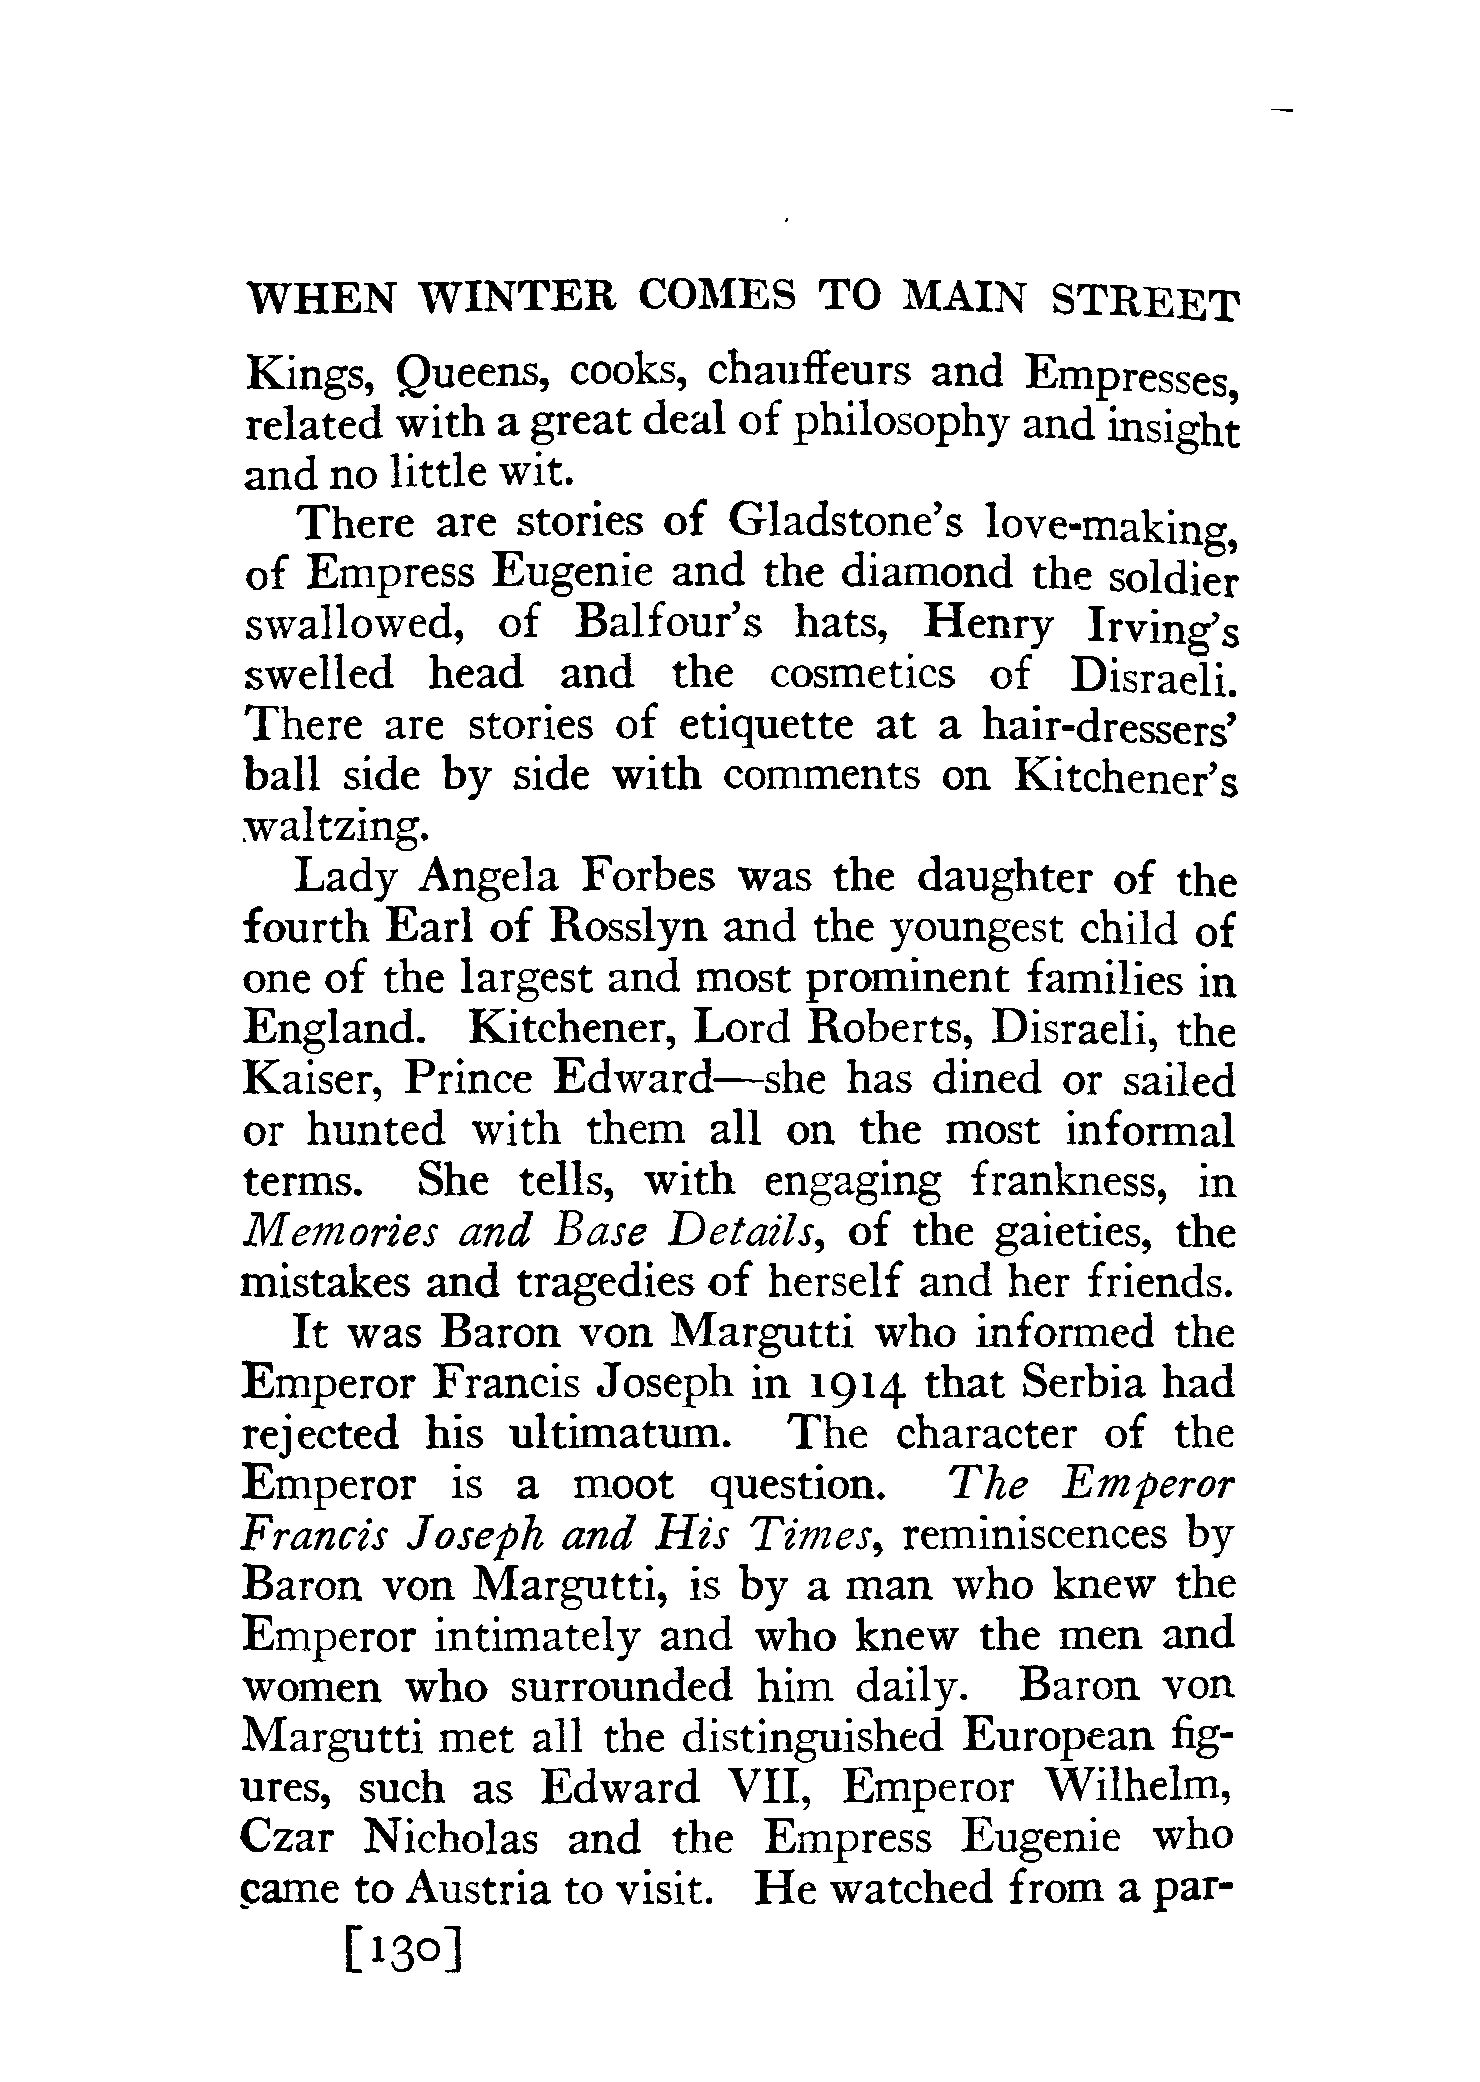 WHEN WINTER COMES TO MAIN STREET
Kings, Queens, cooks, chauffeurs and Empresses,
related with a great deal of philosophy and insight
and no little wit.
There are stories of Gladstone's love-making,
of Empress Eugenie and the diamond the soldier
swallowed, of Balfour's hats, Henry Irving's
swelled head and the cosmetics of Disraeli.
There are stories of etiquette at a hair-dressers'
ball side by side with comments on Kitchener's
waltzing.
Lady Angela Forbes was the daughter of the
fourth Earl of Rosslyn and the youngest child of
one of the largest and most prominent families in
England. Kitchener, Lord Roberts, Disraeli, the
Kaiser, Prince Edward—she has dined or sailed
or hunted with them all on the most informal
terms. She tells, with engaging frankness, in
Memories and Base Details, of the gaieties, the
mistakes and tragedies of herself and her friends.
It was Baron von Margutti who informed the
Emperor Francis Joseph in 1914 that Serbia had
rejected his ultimatum. The character of the
Emperor is a moot question. The Emperor
Francis Joseph and His Times, reminiscences by
Baron von Margutti, is by a man who knew the
Emperor intimately and who knew the men and
women who surrounded him daily. Baron von
Margutti met all the distinguished European fig-
ures, such as Edward VII, Emperor Wilhelm,
Czar Nicholas and the Empress Eugenie who
came to Austria to visit. He watched from a par-
[130]